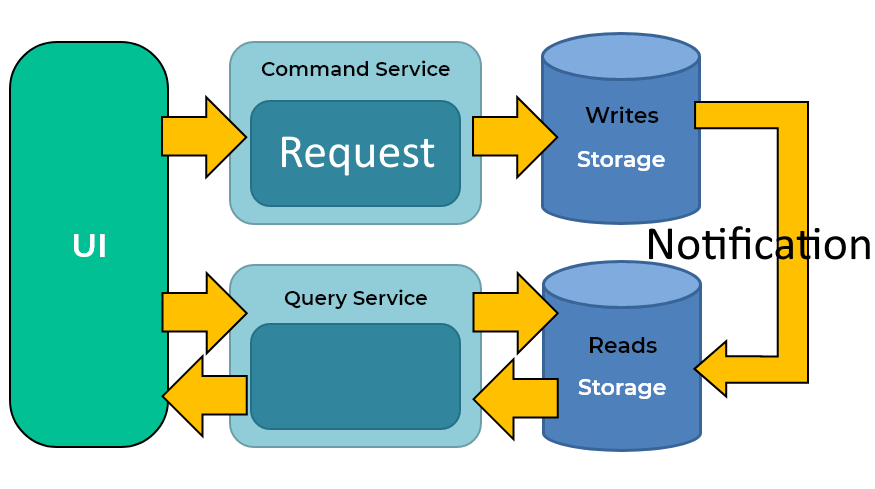 Command Service
Request
Writes
Storage
UI
Notification
Query Service
Reads
Storage